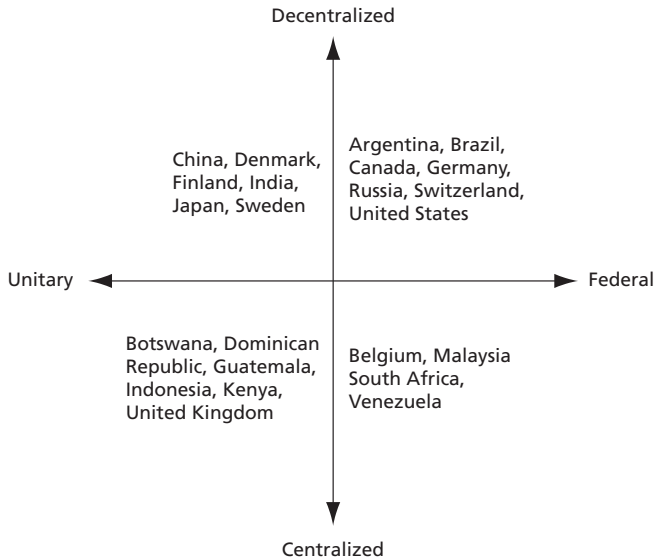 Decentralized
China, Denmark,
Finland, India,
Japan, Sweden
Argentina, Brazil,
Canada, Germany,
Russia, Switzerland,
United States
Unitary
Federal
Botswana, Dominican
Republic, Guatemala,
Indonesia, Kenya,
United Kingdom
Belgium, Malaysia
South Africa,
Venezuela
Centralized